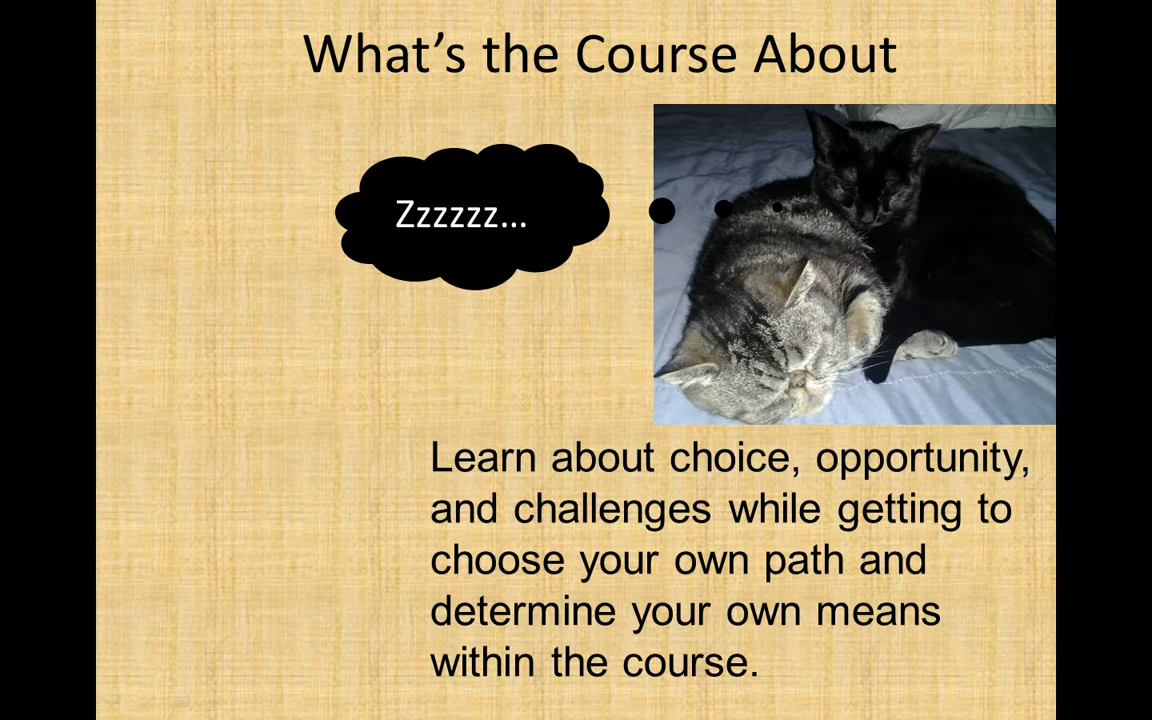 What’s the Course About
Zzzzzz...
Learn about choice, opportunity,
and challenges while getting to
choose your own path and
determine your own means
within the course.